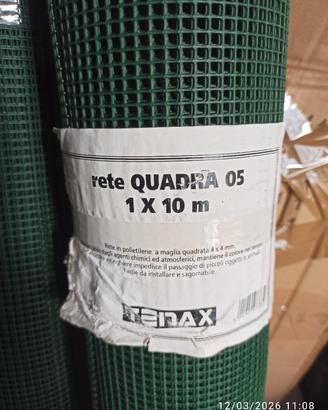 rete QUADRA 05
1 X 10 m
Rete in polietilene a maglia quadrata 4 x 4 mm.
dagli agenti chimici ed atmosferici, mantiene il colore nel tempo.
impedisce il passaggio di piccoli oggetti e animali.
Facile da installare e sagomabile.
TENAX
12/03/2026 11:08